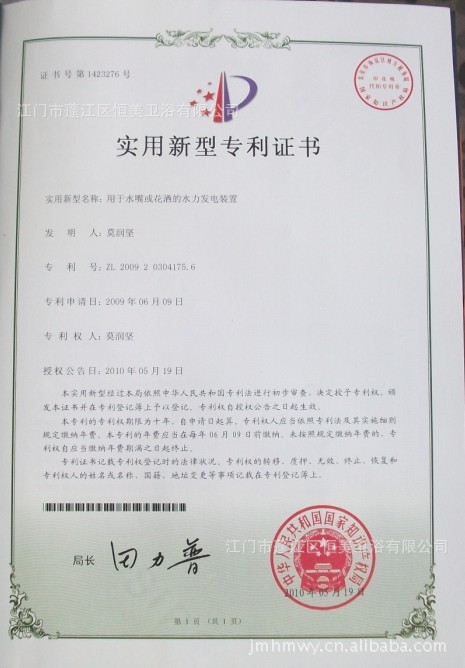 证书号第1423276号
江门市蓬江区恒美卫浴有限公司
实用新型专利证书
实用新型名称：用于水嘴或花洒的水力发电装置
发 明 人：莫润坚
专 利 号：ZL 2009 2 0304175.6
专利申请日：2009年06月09日
专 利 权 人：莫润坚
授权公告日：2010年05月19日
本实用新型经过本局依照中华人民共和国专利法进行初步审查，决定授予专利权，颁
发本证书并在专利登记簿上予以登记。专利权自授权公告之日起生效。
本专利的专利权期限为十年，自申请日起算。专利权人应当依照专利法及其实施细则
规定缴纳年费。本专利的年费应当在每年06月09日前缴纳。未按照规定缴纳年费的，专
利权自应当缴纳年费期满之日起终止。
专利证书记载专利权登记时的法律状况。专利权的转移、质押、无效、终止、恢复和
专利权人的姓名或名称、国籍、地址变更等事项记载在专利登记簿上。
局长 田力普
江门市蓬江区恒美卫浴有限公司
中华人民共和国国家知识产权局
2010年05月19日
第1页（共1页）
jmhmwy.cn.alibaba.com